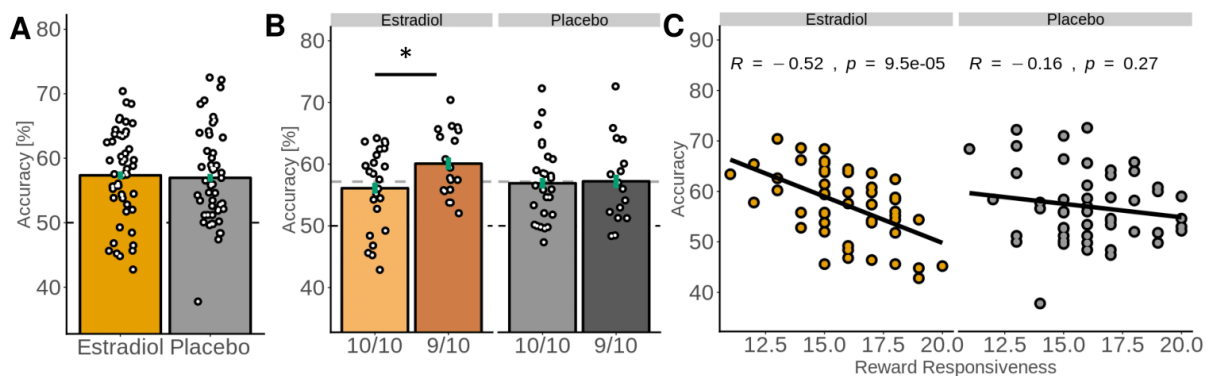 A
Accuracy [%]
80
70
60
50
40
Estradiol Placebo
B
Estradiol Placebo
Accuracy [%]
80
70
60
50
40
*
10/10 9/10 10/10 9/10
C
Estradiol Placebo
Accuracy
90
80
70
60
50
40
R = −0.52 , p = 9.5e-05
R = −0.16 , p = 0.27
12.5 15.0 17.5 20.0 12.5 15.0 17.5 20.0
Reward Responsiveness